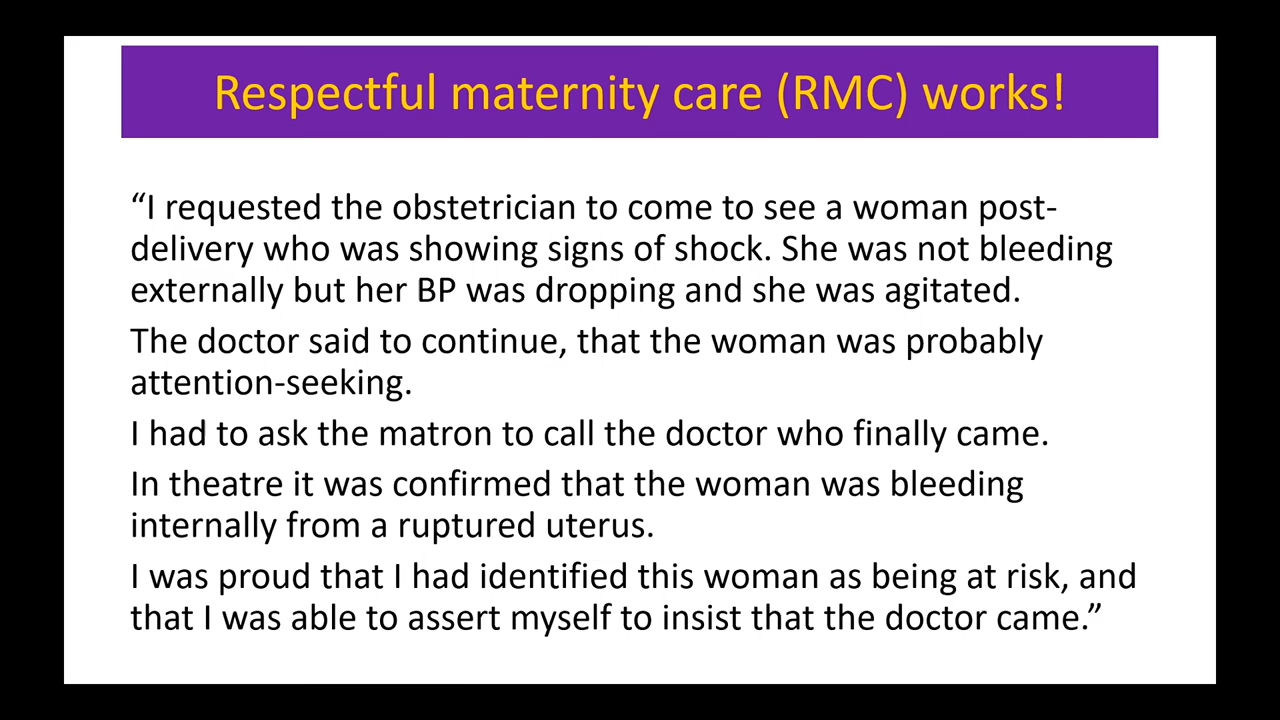 Respectful maternity care (RMC) works!
“I requested the obstetrician to come to see a woman post-
delivery who was showing signs of shock. She was not bleeding
externally but her BP was dropping and she was agitated.
The doctor said to continue, that the woman was probably
attention-seeking.
I had to ask the matron to call the doctor who finally came.
In theatre it was confirmed that the woman was bleeding
internally from a ruptured uterus.
I was proud that I had identified this woman as being at risk, and
that I was able to assert myself to insist that the doctor came.”